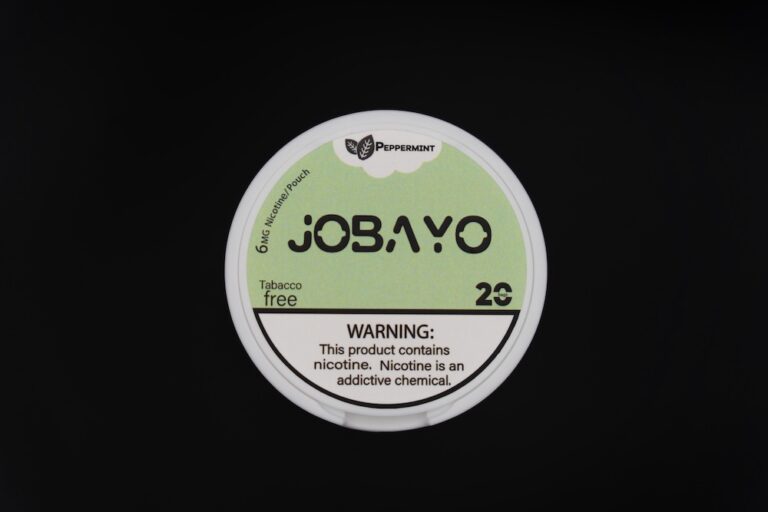 PEPPERMINT
6MG Nicotine/Pouch
JOBAYO
Tabacco
free
20
WARNING:
This product contains
nicotine. Nicotine is an
addictive chemical.